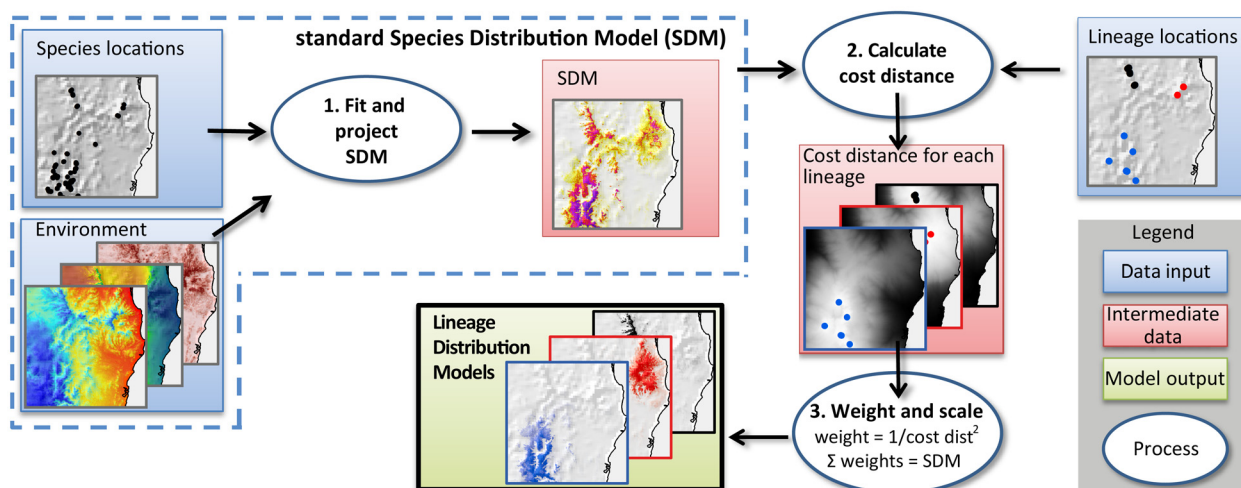 Species locations
standard Species Distribution Model (SDM)
1. Fit and
project
SDM
SDM
2. Calculate
cost distance
Lineage locations
Environment
Cost distance for each
lineage
Lineage
Distribution
Models
3. Weight and scale
weight = 1/cost dist²
Σ weights = SDM
Legend
Data input
Intermediate
data
Model output
Process